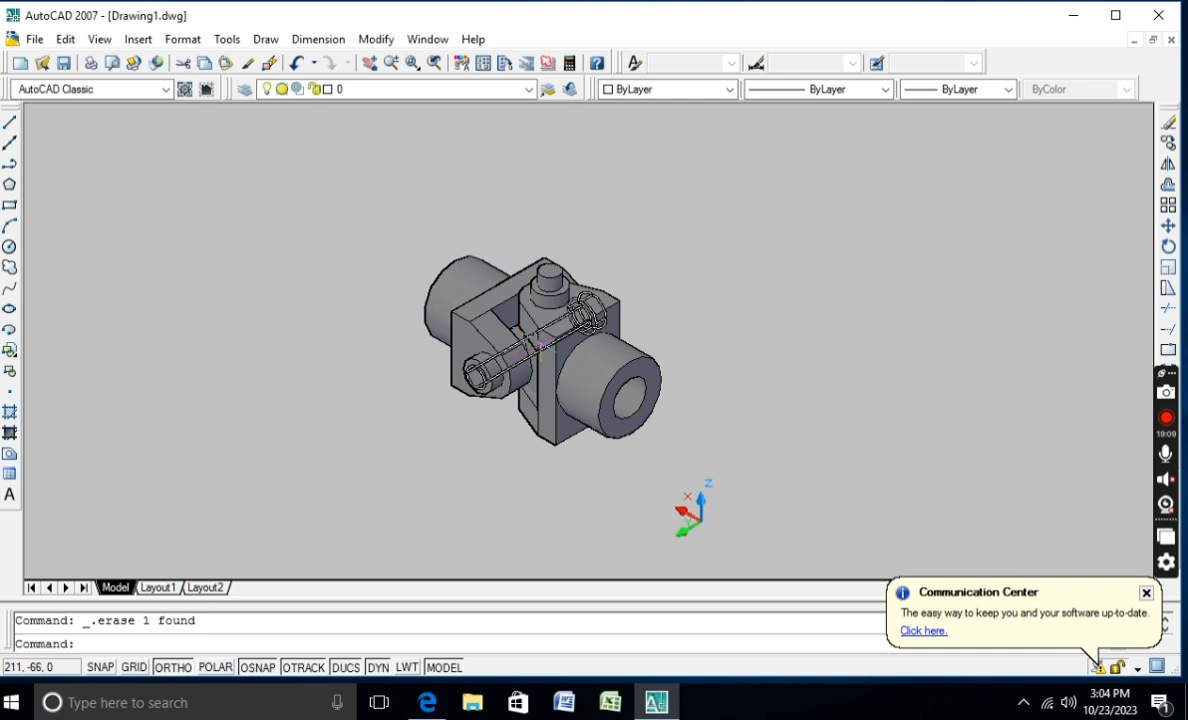 AutoCAD 2007 - [Drawing1.dwg]
File Edit View Insert Format Tools Draw Dimension Modify Window Help
AutoCAD Classic 0 ByLayer ByLayer ByLayer ByColor
A
19:09
X Z
Model Layout1 Layout2
Communication Center
The easy way to keep you and your software up-to-date.
Click here.
Command: _.erase 1 found
Command:
211, -66, 0 SNAP GRID ORTHO POLAR OSNAP OTRACK DUCS DYN LWT MODEL
Type here to search
3:04 PM
10/23/2023
1